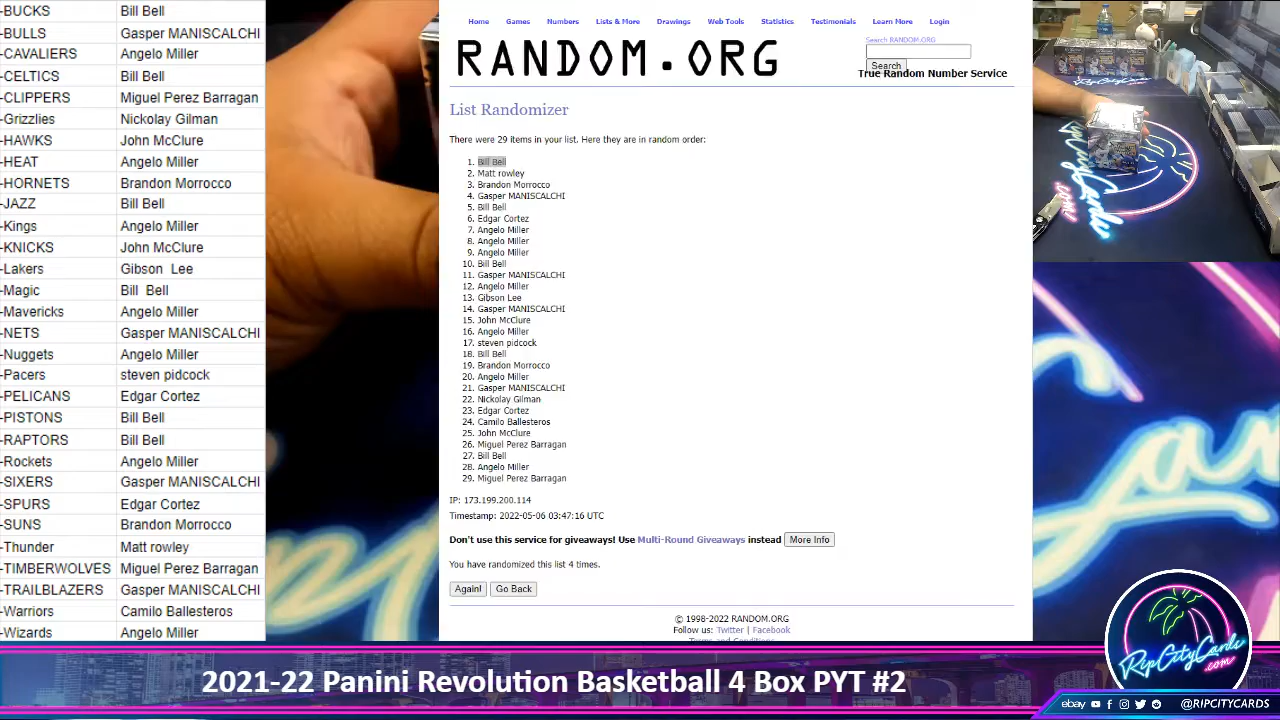 -BUCKS Bill Bell
-BULLS Gasper MANISCALCHI
-CAVALIERS Angelo Miller
-CELTICS Bill Bell
-CLIPPERS Miguel Perez Barragan
-Grizzlies Nickolay Gilman
-HAWKS John McClure
-HEAT Angelo Miller
-HORNETS Brandon Morrocco
-JAZZ Bill Bell
-Kings Angelo Miller
-KNICKS John McClure
-Lakers Gibson Lee
-Magic Bill Bell
-Mavericks Angelo Miller
-NETS Gasper MANISCALCHI
-Nuggets Angelo Miller
-Pacers steven pidcock
-PELICANS Edgar Cortez
-PISTONS Bill Bell
-RAPTORS Bill Bell
-Rockets Angelo Miller
-SIXERS Gasper MANISCALCHI
-SPURS Edgar Cortez
-SUNS Brandon Morrocco
-Thunder Matt rowley
-TIMBERWOLVES Miguel Perez Barragan
-TRAILBLAZERS Gasper MANISCALCHI
-Warriors Camilo Ballesteros
-Wizards Angelo Miller
Home Games Numbers Lists & More Drawings Web Tools Statistics Testimonials Learn More Login
RANDOM.ORG
Search RANDOM.ORG
Search
True Random Number Service
List Randomizer
There were 29 items in your list. Here they are in random order:
1. Bill Bell
2. Matt rowley
3. Brandon Morrocco
4. Gasper MANISCALCHI
5. Bill Bell
6. Edgar Cortez
7. Angelo Miller
8. Angelo Miller
9. Angelo Miller
10. Bill Bell
11. Gasper MANISCALCHI
12. Angelo Miller
13. Gibson Lee
14. Gasper MANISCALCHI
15. John McClure
16. Angelo Miller
17. steven pidcock
18. Bill Bell
19. Brandon Morrocco
20. Angelo Miller
21. Gasper MANISCALCHI
22. Nickolay Gilman
23. Edgar Cortez
24. Camilo Ballesteros
25. John McClure
26. Miguel Perez Barragan
27. Bill Bell
28. Angelo Miller
29. Miguel Perez Barragan
IP: 173.199.200.114
Timestamp: 2022-05-06 03:47:16 UTC
Don't use this service for giveaways! Use Multi-Round Giveaways instead More Info
You have randomized this list 4 times.
Again! Go Back
© 1998-2022 RANDOM.ORG
Follow us: Twitter | Facebook
Terms and Conditions
2021-22 Panini Revolution Basketball 4 Box PYT #2
RipCityCards
.com
ebay @RIPCITYCARDS